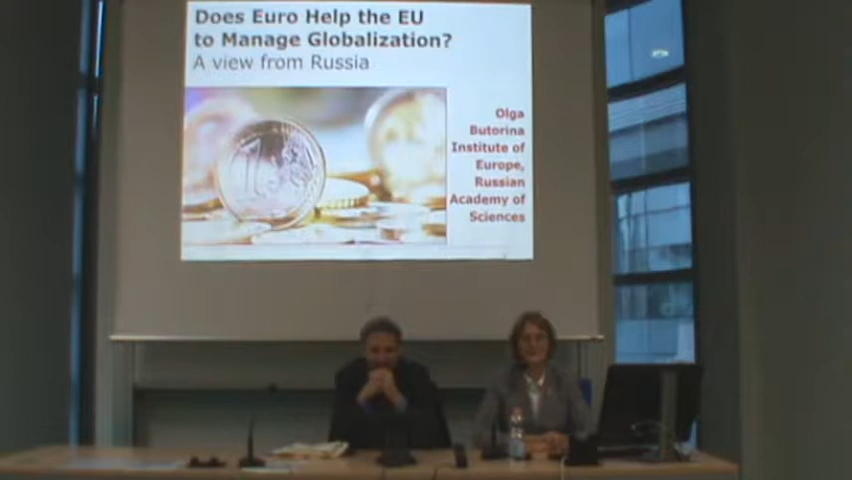 Does Euro Help the EU
to Manage Globalization?
A view from Russia
Olga
Butorina
Institute of
Europe,
Russian
Academy of
Sciences
1